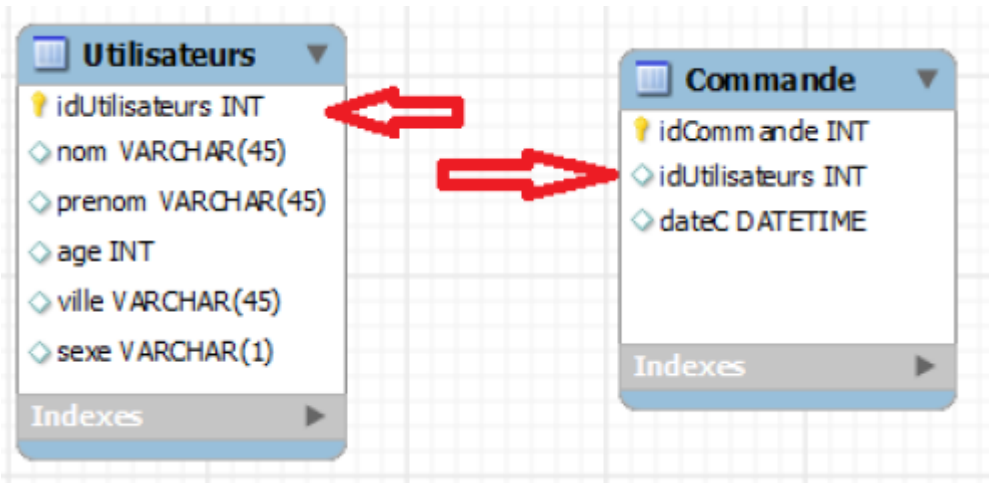 Utilisateurs
idUtilisateurs INT
nom VARCHAR(45)
prenom VARCHAR(45)
age INT
ville VARCHAR(45)
sexe VARCHAR(1)
Indexes
Commande
idCommande INT
idUtilisateurs INT
dateC DATETIME
Indexes